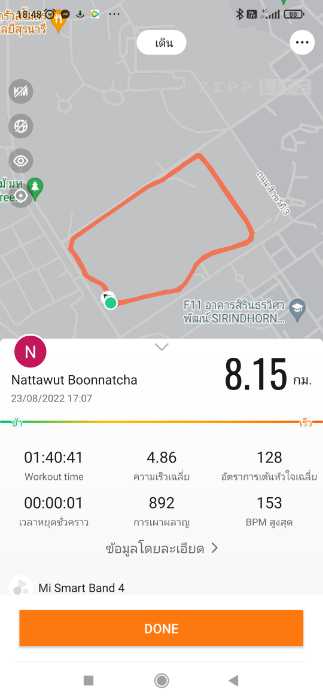 18:48
เดิน
ZEPP
F11 อาคารสิรินธรวิศว
พัฒน์ SIRINDHORN...
N
Nattawut Boonnatcha
8.15 กม.
23/08/2022 17:07
ช้า
เร็ว
01:40:41
4.86
128
Workout time
ความเร็วเฉลี่ย
อัตราการเต้นหัวใจเฉลี่ย
00:00:01
892
153
เวลาหยุดชั่วคราว
การเผาผลาญ
BPM สูงสุด
ข้อมูลโดยละเอียด
Mi Smart Band 4
DONE